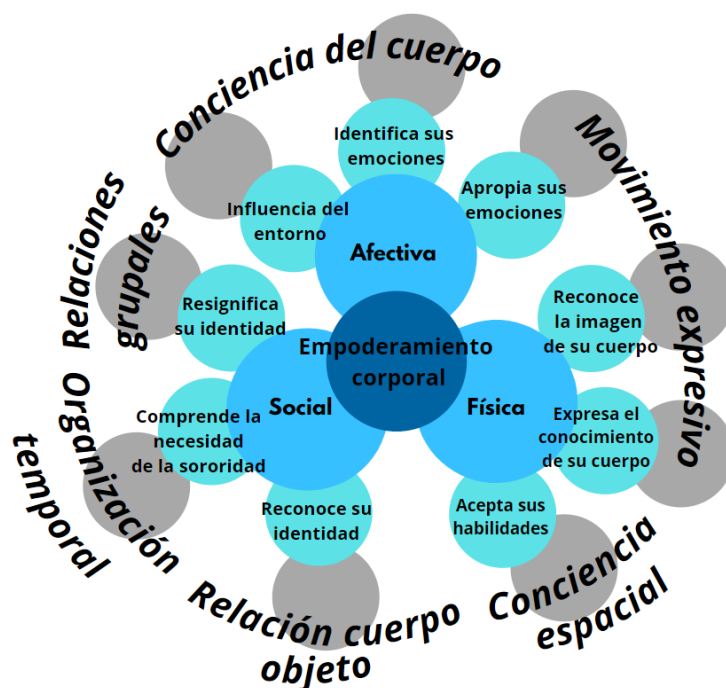 Conciencia del cuerpo
Identifica sus
emociones
Movimiento expresivo
Apropia sus
emociones
Influencia del
entorno
Afectiva
Relaciones
grupales
Resignifica
su identidad
Reconoce
la imagen
de su cuerpo
Empoderamiento
corporal
Social
Física
Comprende la
necesidad
de la sororidad
Expresa el
conocimiento
de su cuerpo
Organización
temporal
Reconoce su
identidad
Acepta sus
habilidades
Conciencia
espacial
Relación cuerpo
objeto